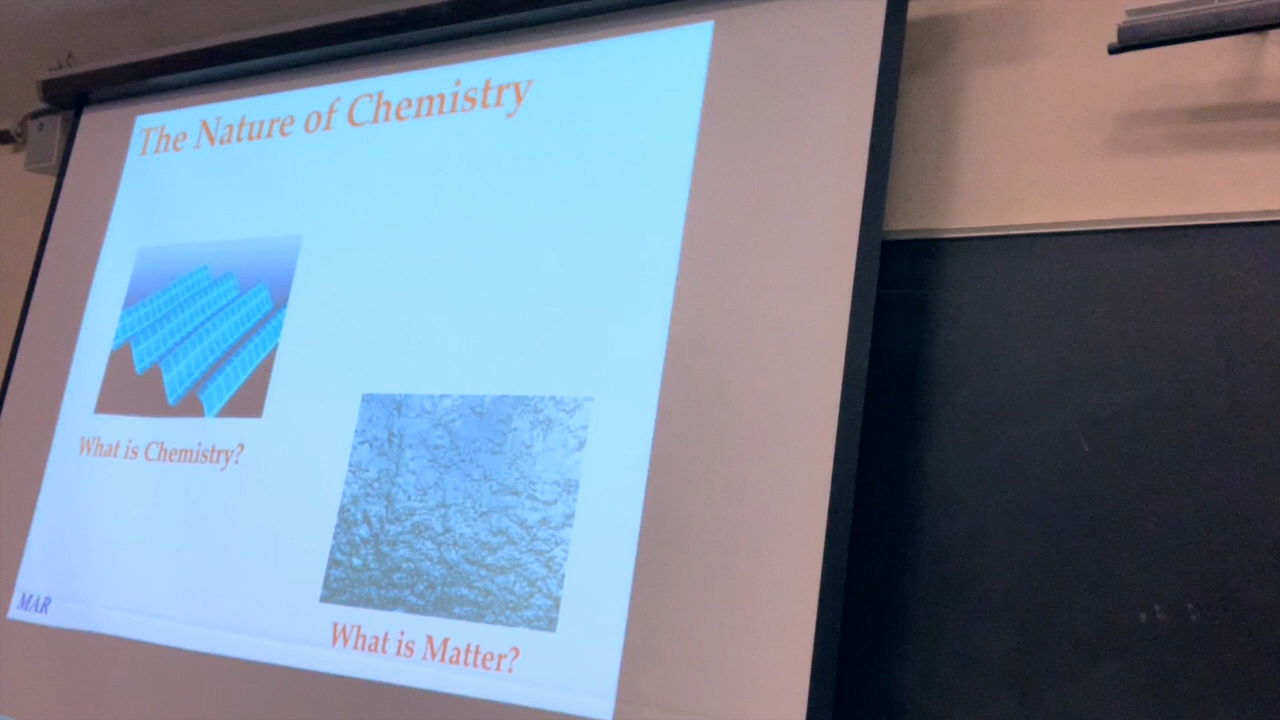 The Nature of Chemistry
What is Chemistry?
What is Matter?
MAR